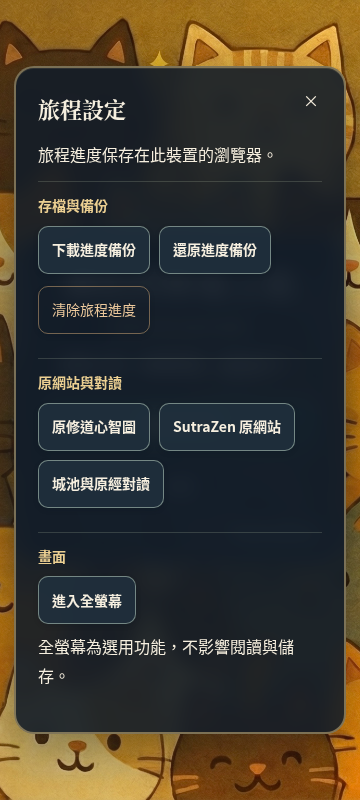 旅程設定
×
旅程進度保存在此裝置的瀏覽器。
存檔與備份
下載進度備份
還原進度備份
清除旅程進度
原網站與對讀
原修道心智圖
SutraZen 原網站
城池與原經對讀
畫面
進入全螢幕
全螢幕為選用功能，不影響閱讀與儲
存。